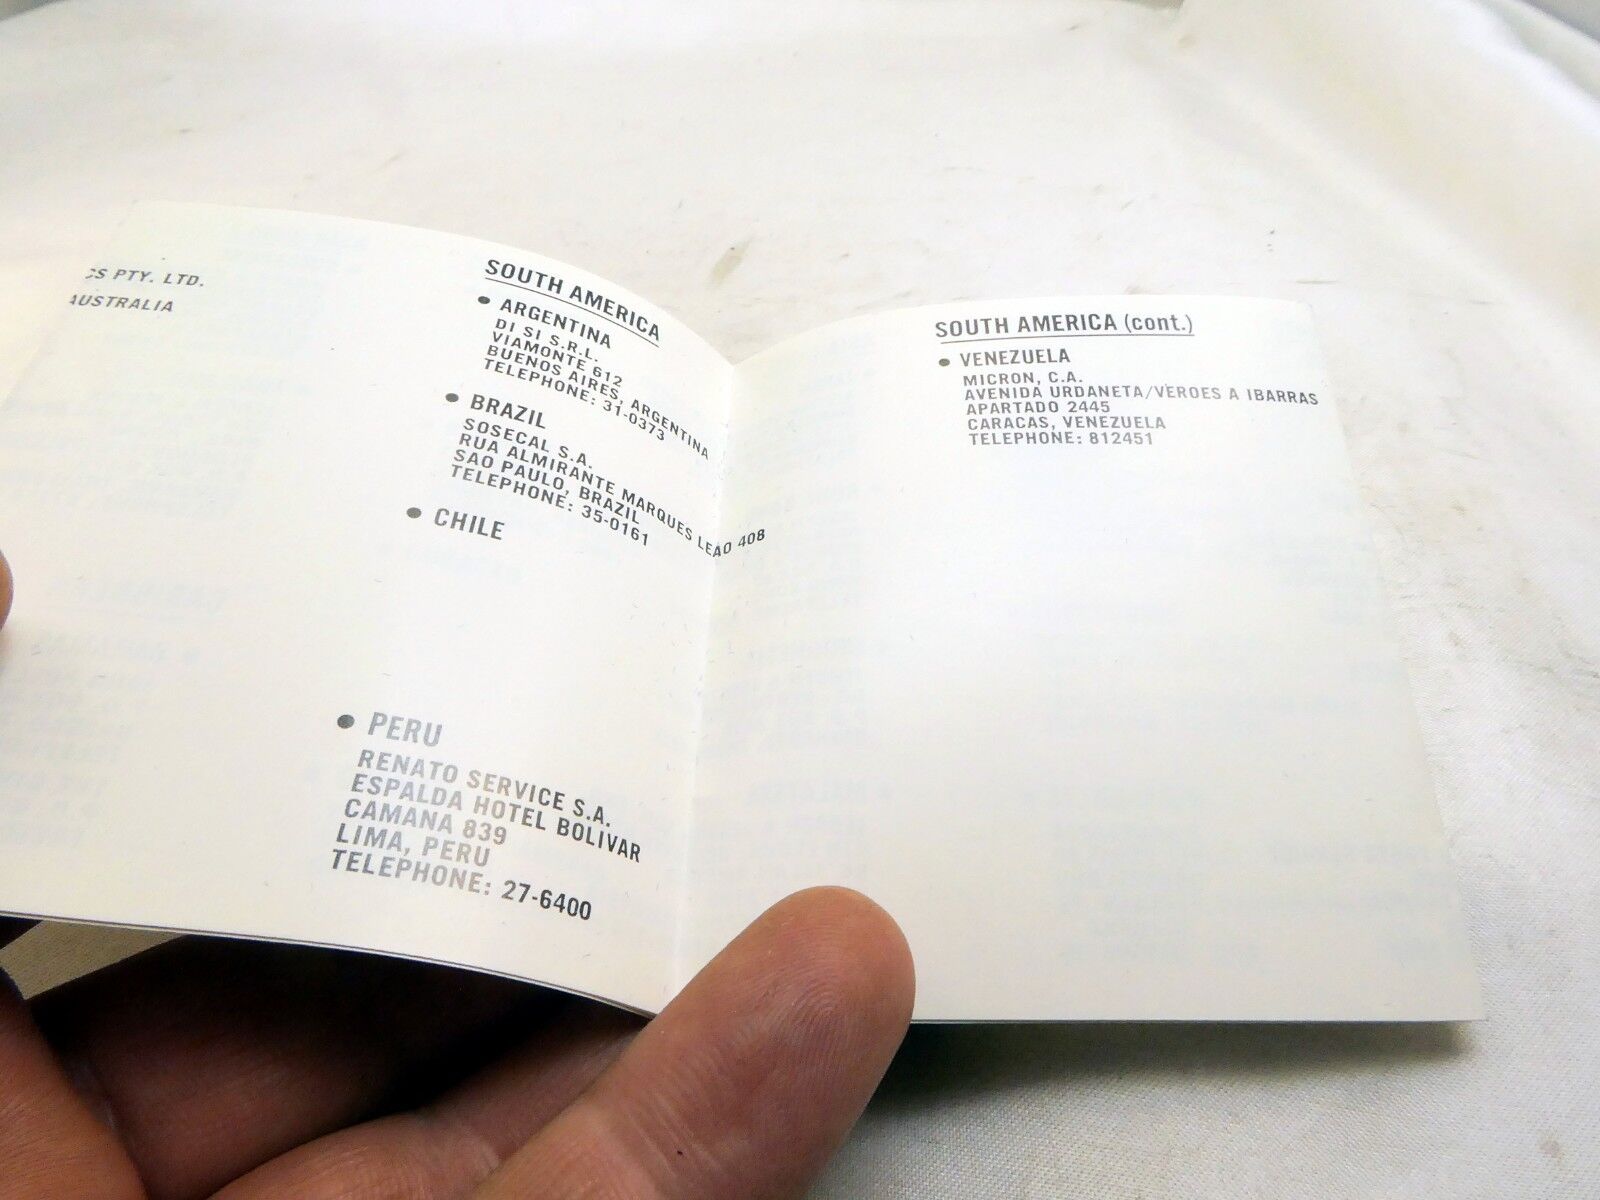 PTY. LTD.
AUSTRALIA
SOUTH AMERICA
• ARGENTINA
DI SI S.R.L.
VIAMONTE 612
BUENOS AIRES, ARGENTINA
TELEPHONE: 31-0373
• BRAZIL
SOSECAL S.A.
RUA ALMIRANTE MARQUES LEAO 408
SAO PAULO, BRAZIL
TELEPHONE: 35-0161
• CHILE
• PERU
RENATO SERVICE S.A.
ESPALDA HOTEL BOLIVAR
CAMANA 839
LIMA, PERU
TELEPHONE: 27-6400
SOUTH AMERICA (cont.)
• VENEZUELA
MICRON, C.A.
AVENIDA URDANETA/VEROES A IBARRAS
APARTADO 2445
CARACAS, VENEZUELA
TELEPHONE: 812451